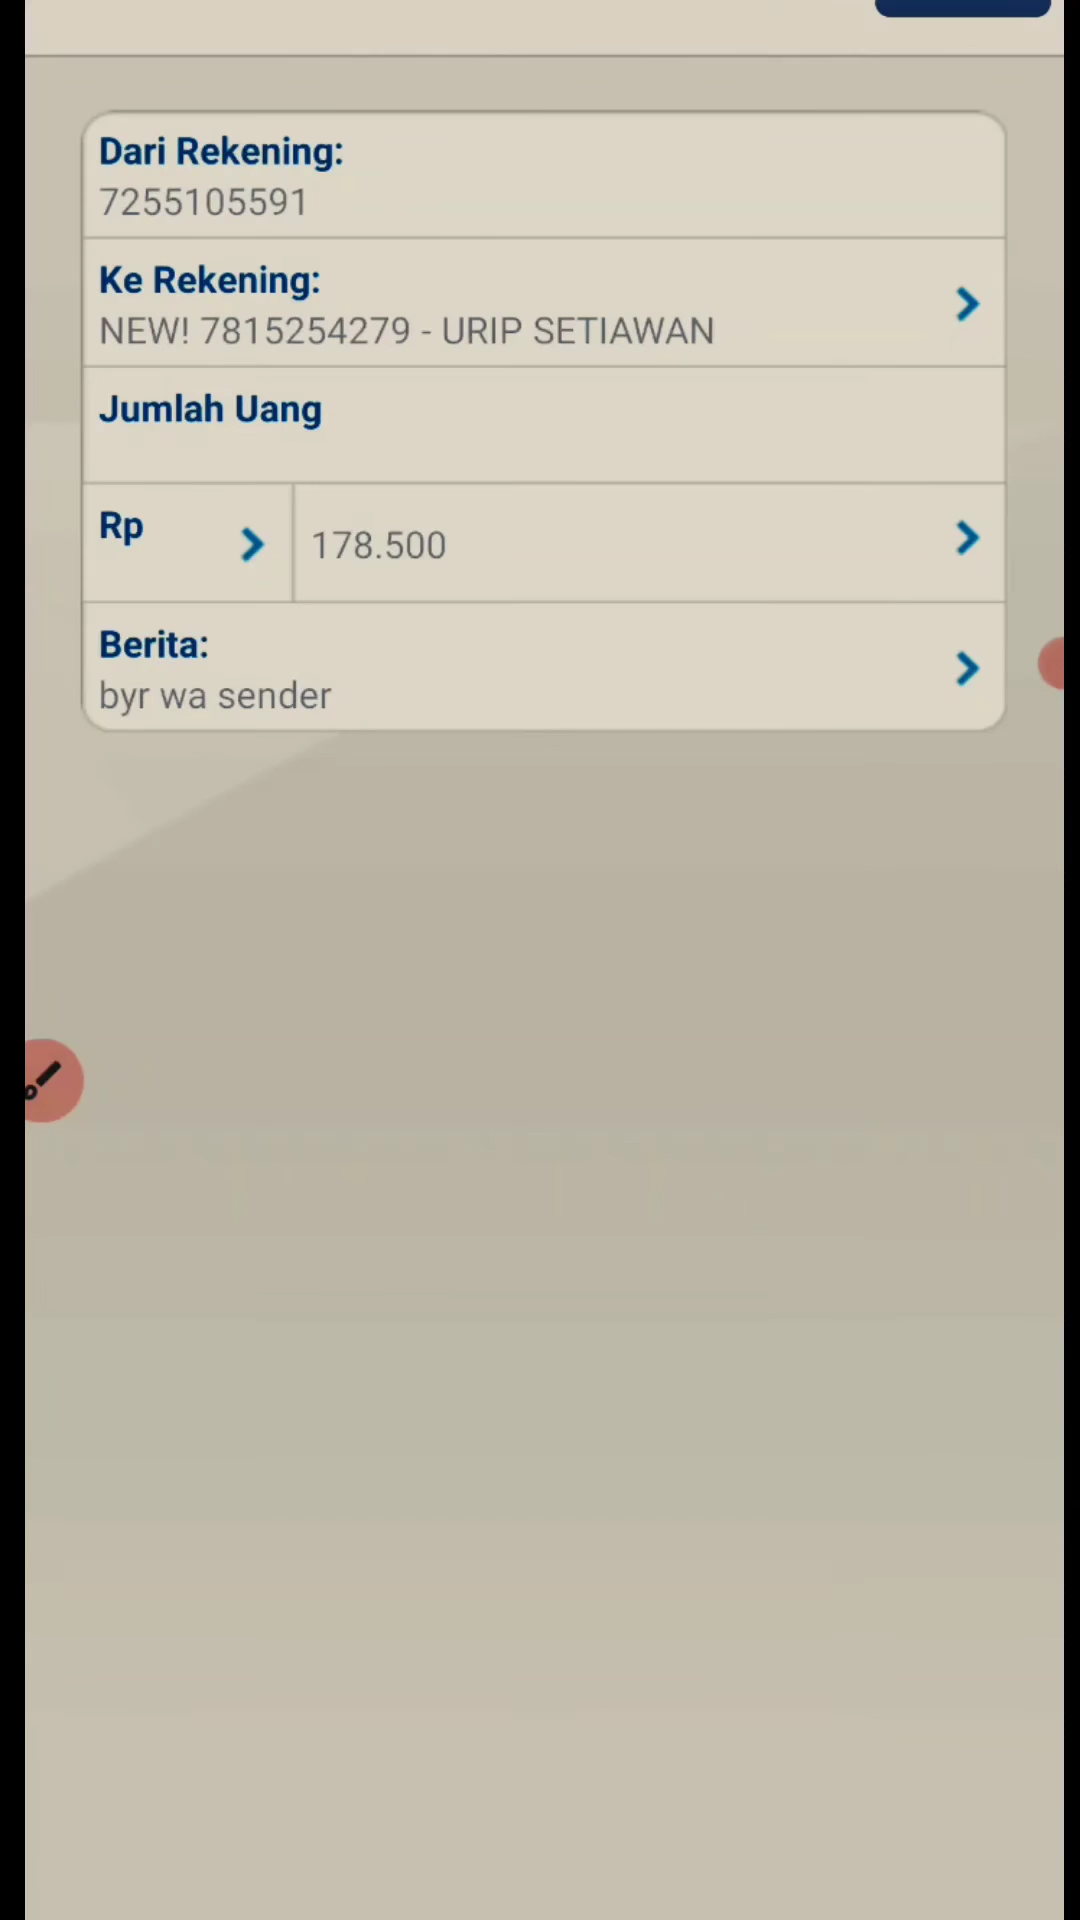 Dari Rekening:
7255105591
Ke Rekening:
NEW! 7815254279 - URIP SETIAWAN
Jumlah Uang
Rp
178.500
Berita:
byr wa sender